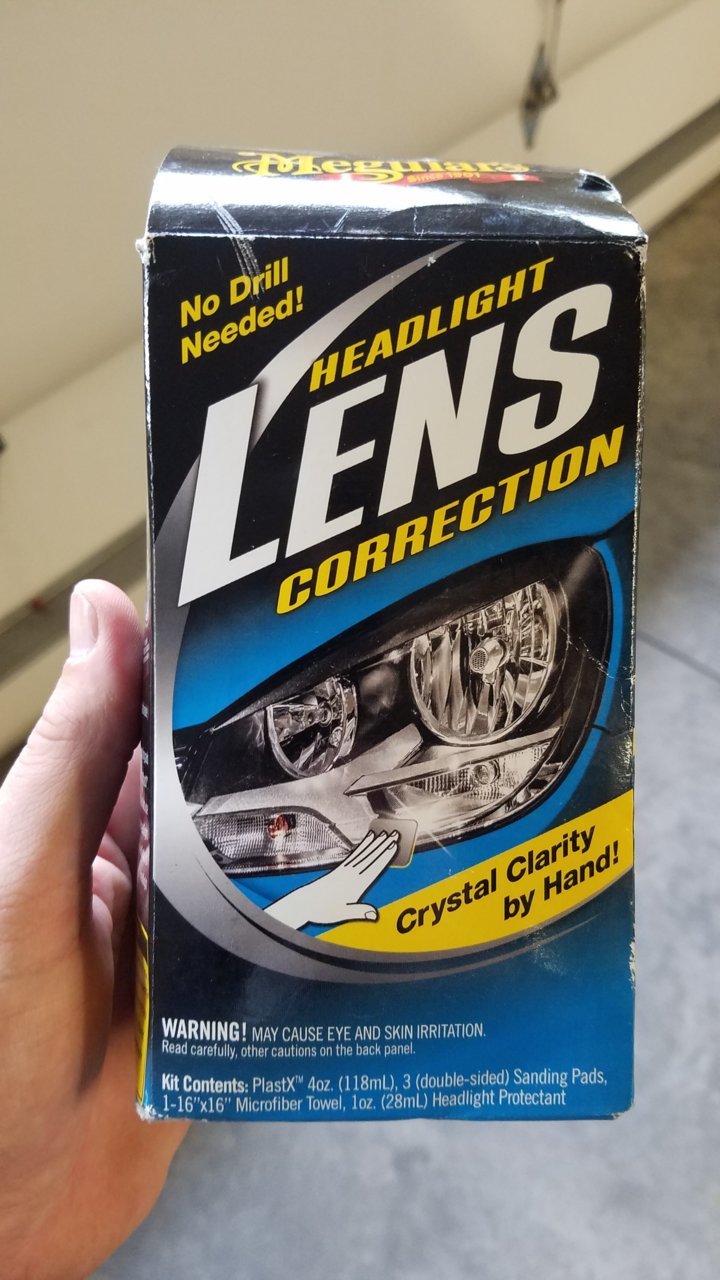 Meguiar's
SINCE 1901
No Drill
Needed!
HEADLIGHT
LENS
CORRECTION
Crystal Clarity
by Hand!
WARNING! MAY CAUSE EYE AND SKIN IRRITATION.
Read carefully, other cautions on the back panel.
Kit Contents: PlastX™ 4oz. (118mL), 3 (double-sided) Sanding Pads,
1-16"x16" Microfiber Towel, 1oz. (28mL) Headlight Protectant